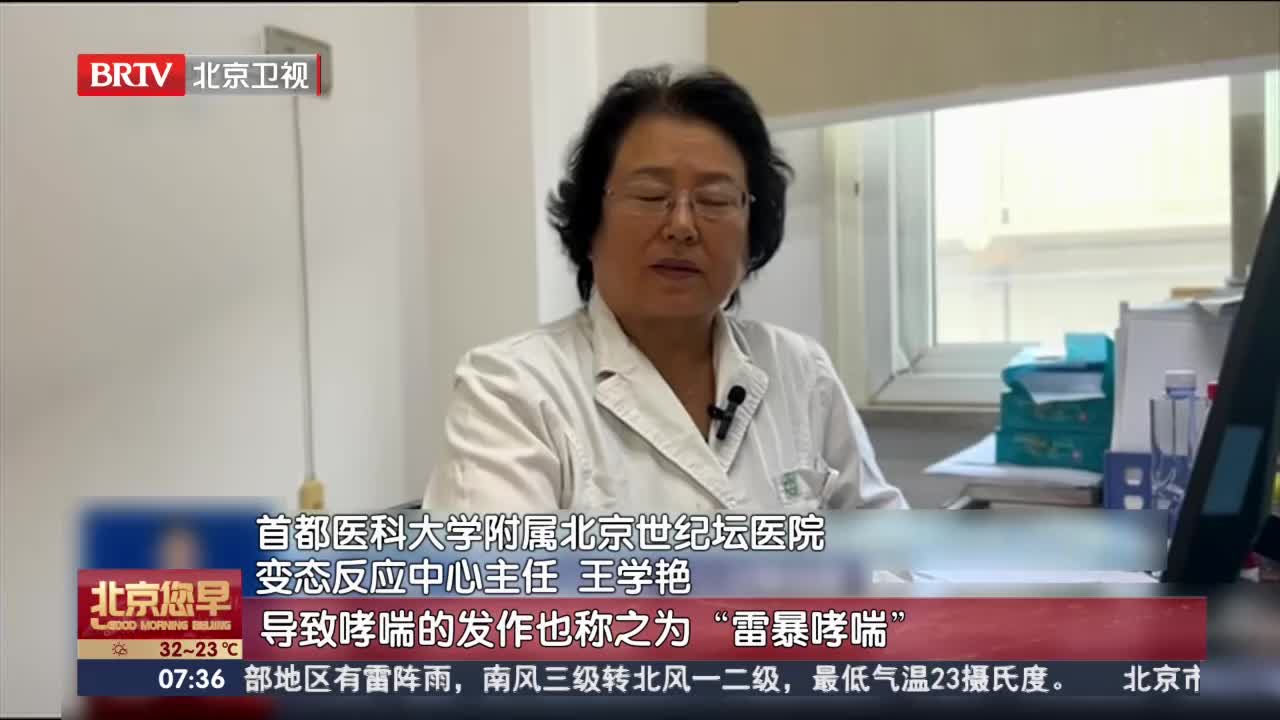 BRTV 北京卫视
首都医科大学附属北京世纪坛医院
变态反应中心主任 王学艳
导致哮喘的发作也称之为“雷暴哮喘”
北京您早
GOOD MORNING BEIJING
32~23℃
07:36 部地区有雷阵雨，南风三级转北风一二级，最低气温23摄氏度。 北京市